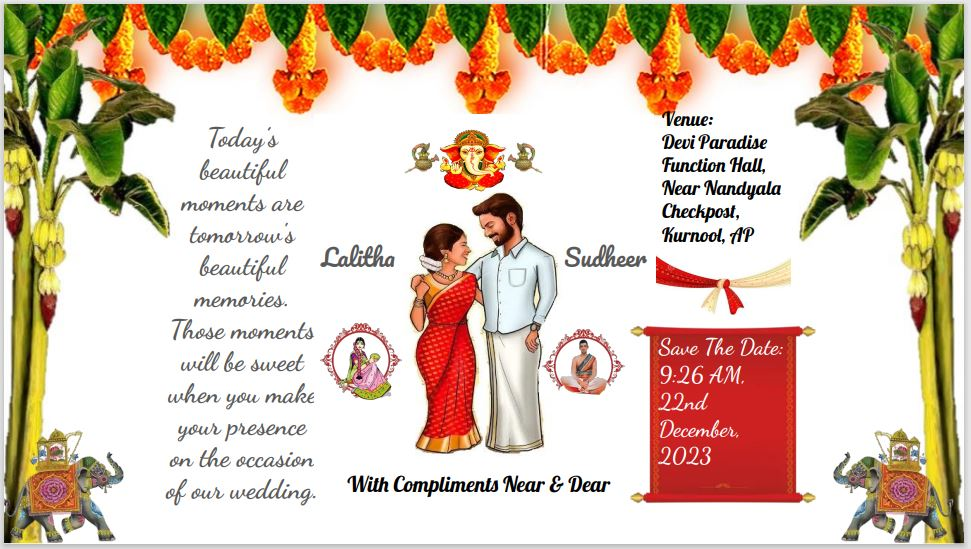 Today's
beautiful
moments are
tomorrow's
beautiful
memories.
Those moments
will be sweet
when you make
your presence
on the occasion
of our wedding.
Lalitha
Sudheer
With Compliments Near & Dear
Venue:
Devi Paradise
Function Hall,
Near Nandyala
Checkpost,
Kurnool, AP
Save The Date:
9:26 AM,
22nd
December,
2023